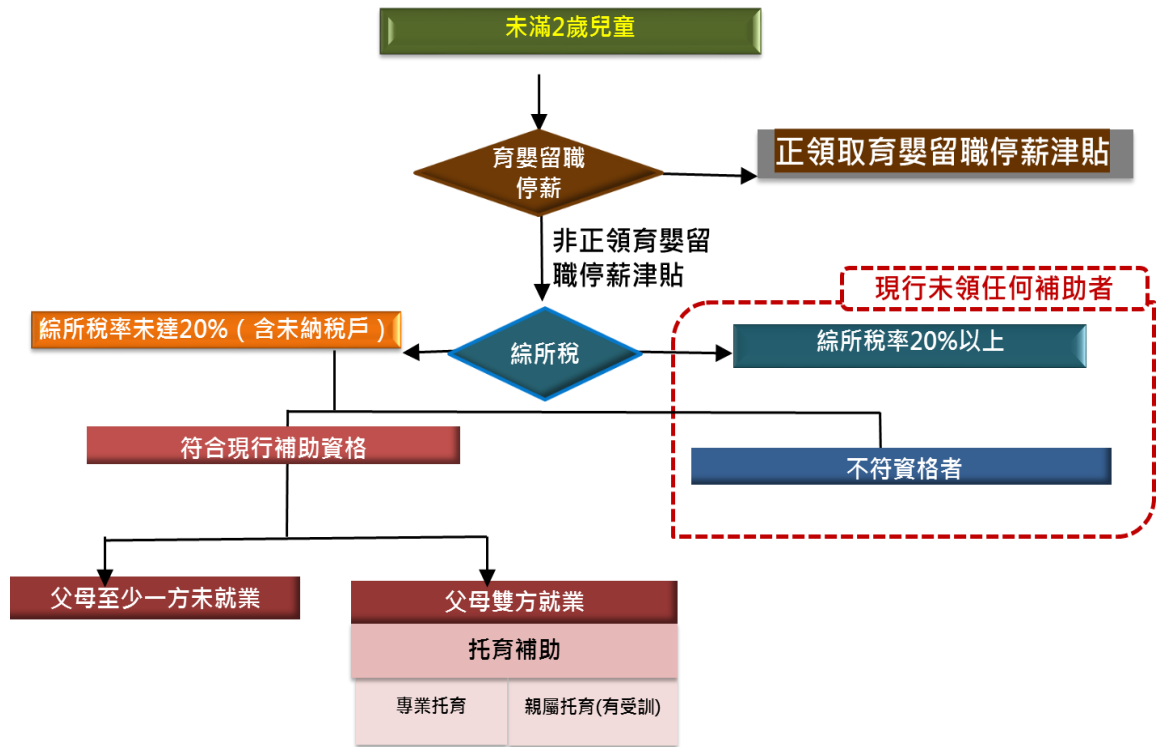 未滿2歲兒童
育嬰留職
停薪
正領取育嬰留職停薪津貼
非正領育嬰留
職停薪津貼
現行未領任何補助者
綜所稅率未達20%（含未納稅戶）
綜所稅
綜所稅率20%以上
符合現行補助資格
不符資格者
父母至少一方未就業
父母雙方就業
托育補助
專業托育
親屬托育(有受訓)